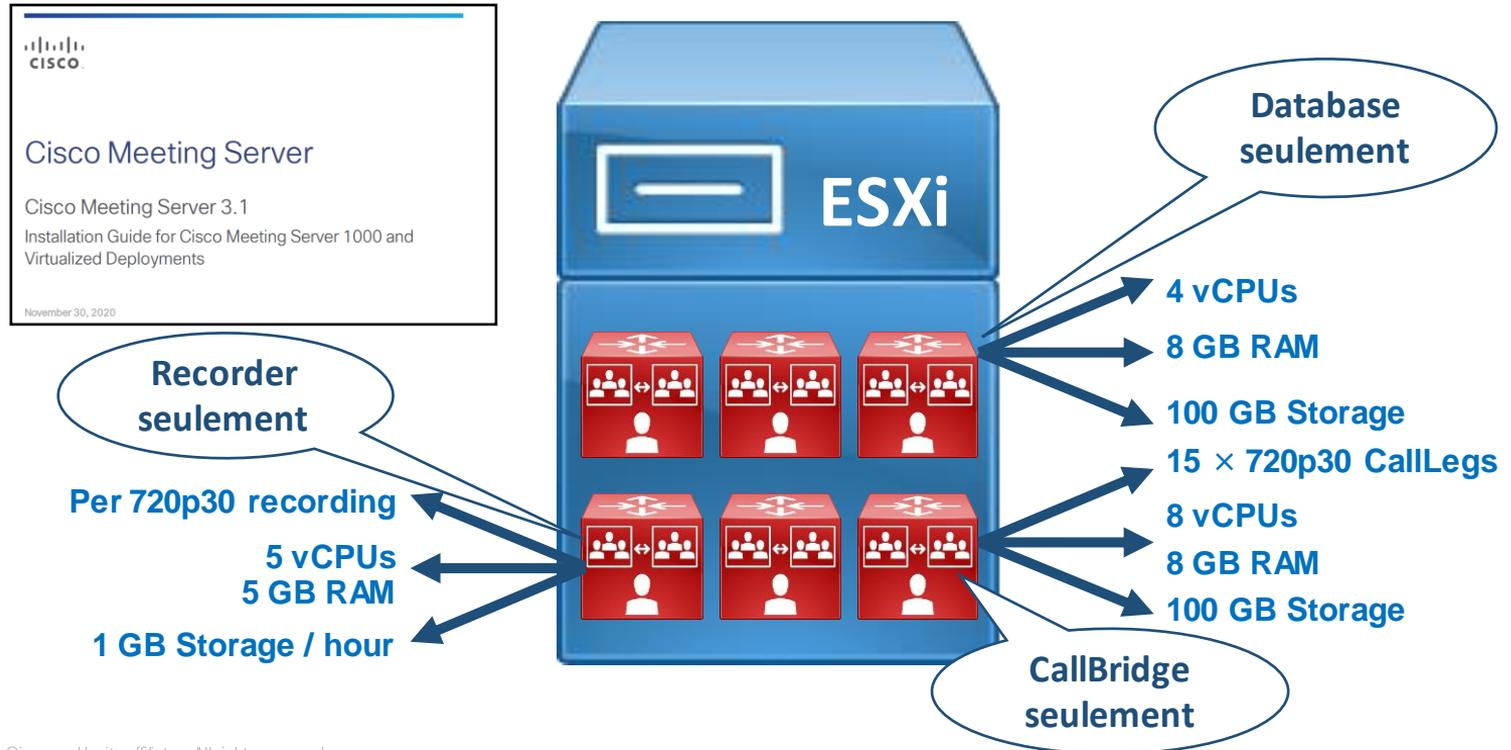 CISCO
Cisco Meeting Server
Cisco Meeting Server 3.1
Installation Guide for Cisco Meeting Server 1000 and
Virtualized Deployments
November 30, 2020
ESXi
Database
seulement
4 vCPUs
8 GB RAM
100 GB Storage
Recorder
seulement
Per 720p30 recording
5 vCPUs
5 GB RAM
1 GB Storage / hour
15 × 720p30 CallLegs
8 vCPUs
8 GB RAM
100 GB Storage
CallBridge
seulement